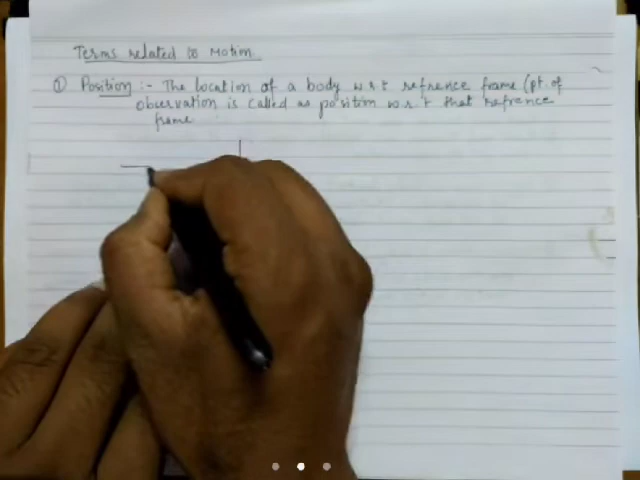 Terms related to Motion
① Position :- The location of a body w.r.t refrence frame (pt. of
observation is called as position w.r.t that refrence
frame